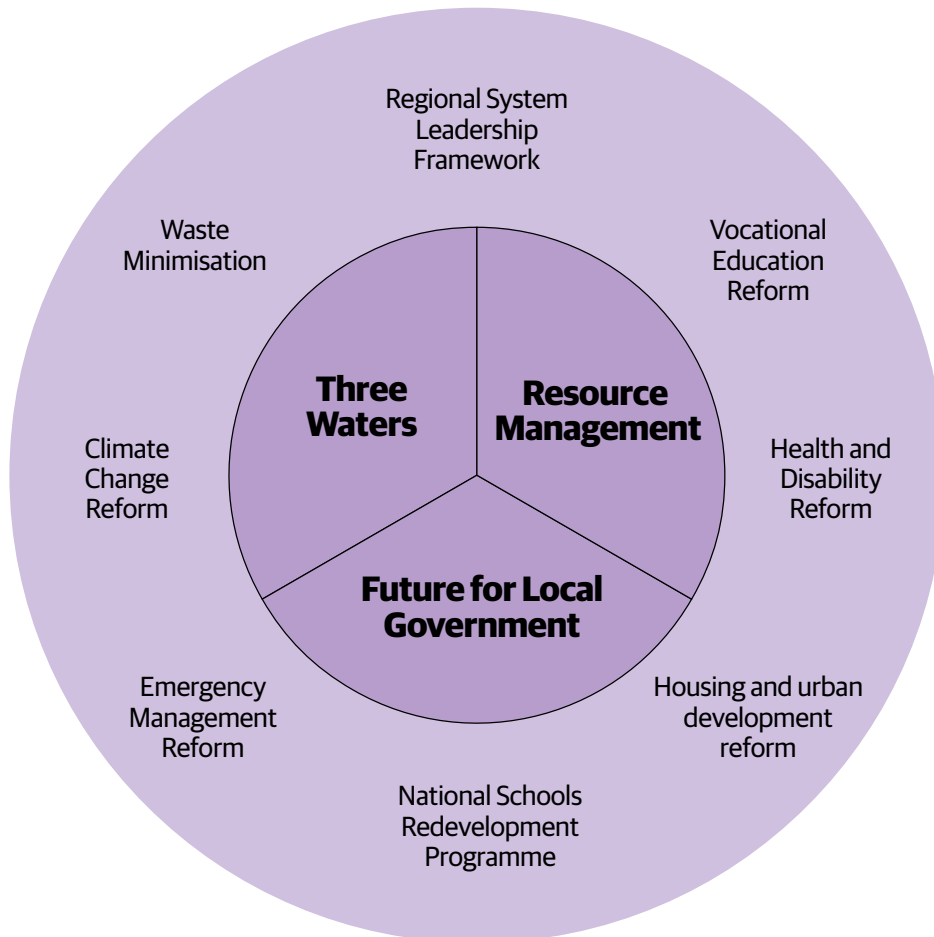 Regional System
Leadership
Framework
Vocational
Education
Reform
Health and
Disability
Reform
Housing and urban
development
reform
National Schools
Redevelopment
Programme
Emergency
Management
Reform
Climate
Change
Reform
Waste
Minimisation
Three
Waters
Resource
Management
Future for Local
Government